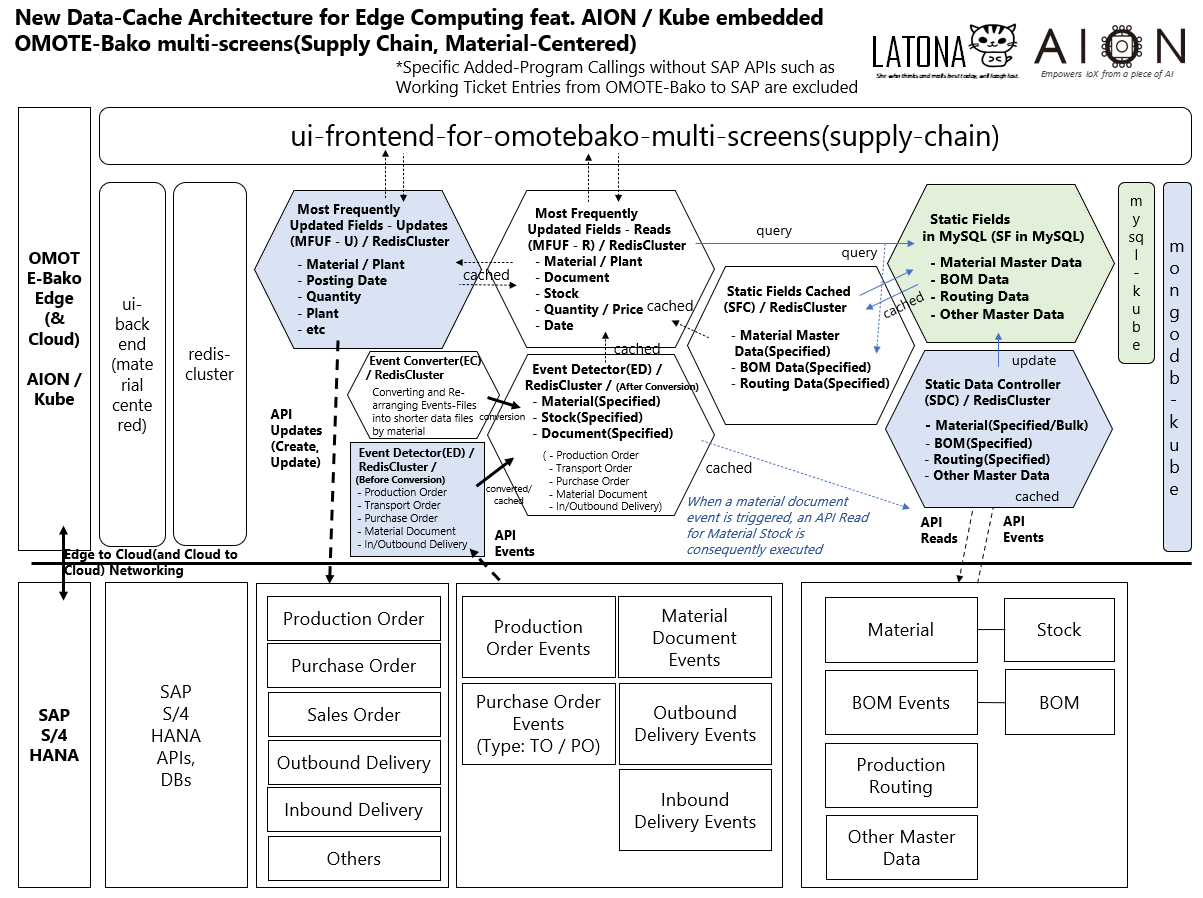 New Data-Cache Architecture for Edge Computing feat. AION / Kube embedded
OMOTE-Bako multi-screens(Supply Chain, Material-Centered)
*Specific Added-Program Callings without SAP APIs such as
Working Ticket Entries from OMOTE-Bako to SAP are excluded
LATONA
She who thinks and melts best today, will laugh last.
AION
Empowers IoX from a piece of AI
OMOT
E-Bako
Edge
(&
Cloud)
AION /
Kube
ui-frontend-for-omotebako-multi-screens(supply-chain)
ui-
back
end
(mate
rial
cente
red)
redis-
cluster
Most Frequently
Updated Fields - Updates
(MFUF - U) / RedisCluster
- Material / Plant
- Posting Date
- Quantity
- Plant
- etc
cached
Most Frequently
Updated Fields - Reads
(MFUF - R) / RedisCluster
- Material / Plant
- Document
- Stock
- Quantity / Price
- Date
cached
query
query
Static Fields Cached
(SFC) / RedisCluster
- Material Master
Data(Specified)
- BOM Data(Specified)
- Routing Data(Specified)
cached
Static Fields
in MySQL (SF in MySQL)
- Material Master Data
- BOM Data
- Routing Data
- Other Master Data
update
Static Data Controller
(SDC) / RedisCluster
- Material(Specified/Bulk)
- BOM(Specified)
- Routing(Specified)
- Other Master Data
cached
m
y
sq
l
-
k
u
b
e
m
o
n
g
o
d
b
-
k
u
b
e
Event Converter(EC)
/ RedisCluster
Converting and Re-
arranging Events-Files
into shorter data files
by material
conversion
cached
Event Detector(ED) /
RedisCluster / (After Conversion)
- Material(Specified)
- Stock(Specified)
- Document(Specified)
( - Production Order
- Transport Order
- Purchase Order
- Material Document
- In/Outbound Delivery)
Event Detector(ED) /
RedisCluster /
(Before Conversion)
- Production Order
- Transport Order
- Purchase Order
- Material Document
- In/Outbound Delivery
converted/
cached
cached
When a material document
event is triggered, an API Read
for Material Stock is
consequently executed
API
Updates
(Create,
Update)
API
Events
API
Reads
API
Events
Edge to Cloud(and Cloud to
Cloud) Networking
SAP
S/4
HANA
SAP
S/4
HANA
APIs,
DBs
Production Order
Purchase Order
Sales Order
Outbound Delivery
Inbound Delivery
Others
Production
Order Events
Purchase Order
Events
(Type: TO / PO)
Material
Document
Events
Outbound
Delivery Events
Inbound
Delivery Events
Material
Stock
BOM Events
BOM
Production
Routing
Other Master
Data